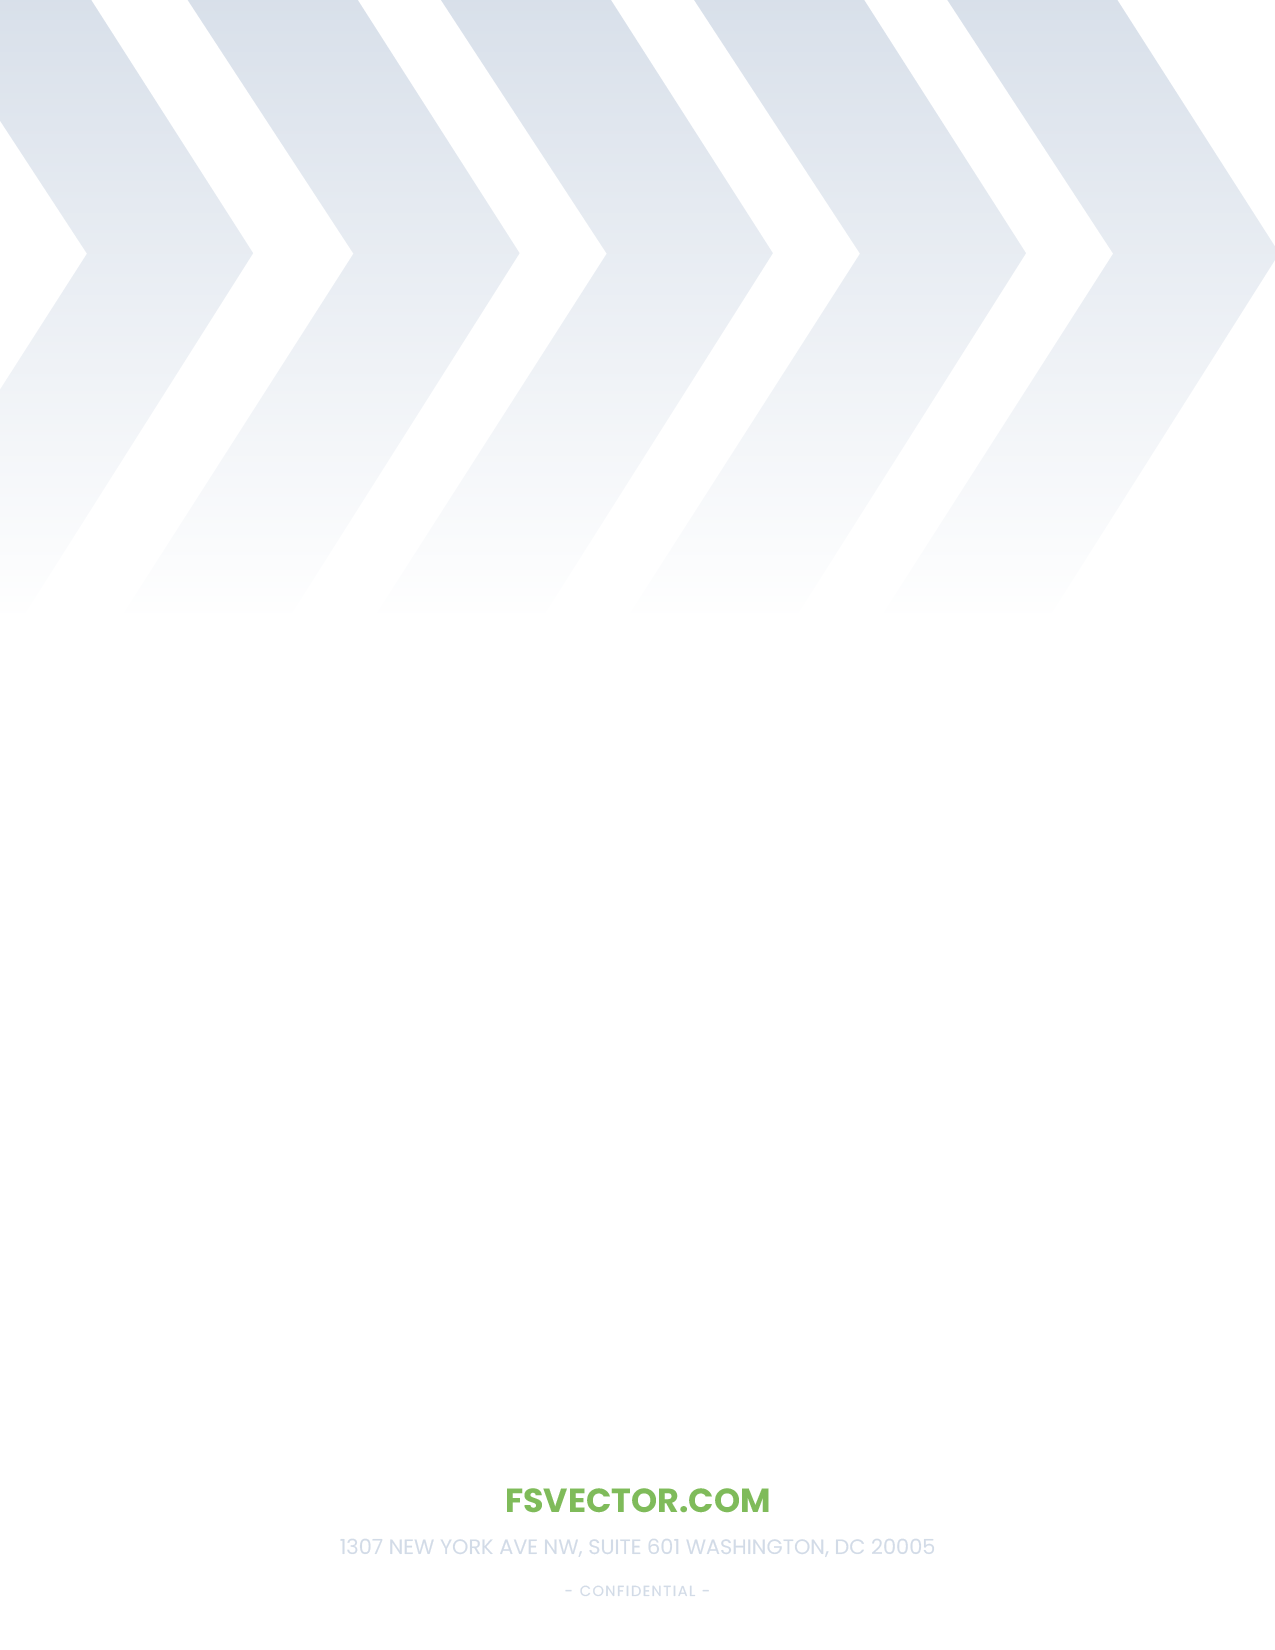 FSVECTOR.COM
1307 NEW YORK AVE NW, SUITE 601 WASHINGTON, DC 20005
- CONFIDENTIAL -